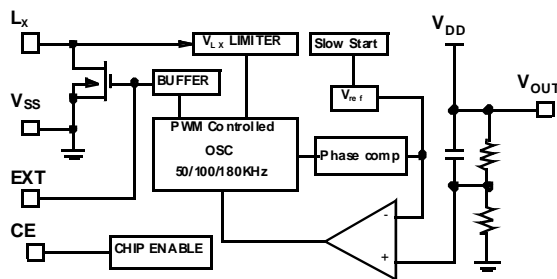 LX
VLX LIMITER
Slow Start
VDD
BUFFER
Vref
VOUT
VSS
PWM Controlled
OSC
50/100/180KHz
Phase comp
EXT
-
+
CE
CHIP ENABLE